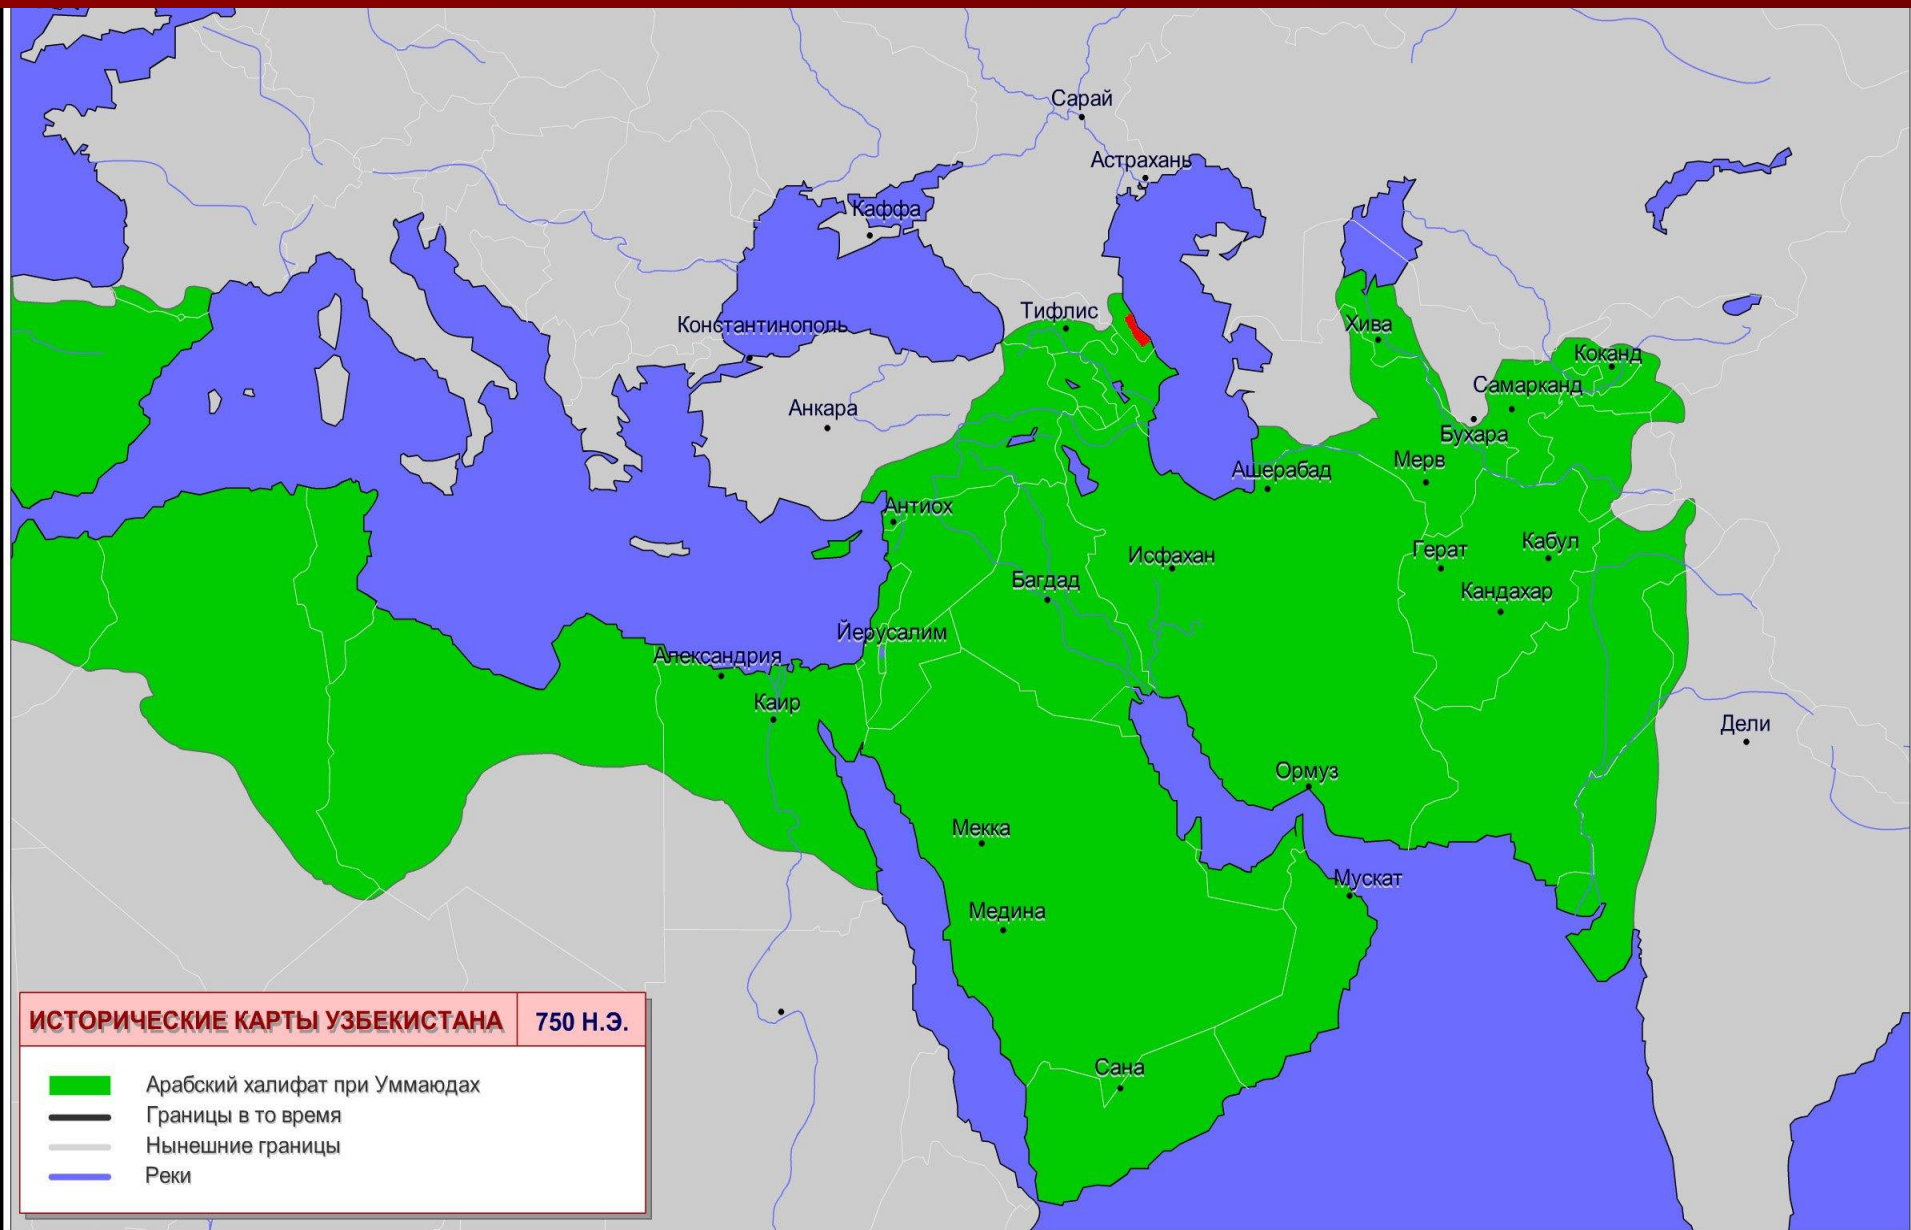 Сарай
Астрахань
Каффа
Тифлис
Константинополь
Хива
Коканд
Самарканд
Анкара
Бухара
Мерв
Ашерабад
Антиох
Исфахан
Герат
Кабул
Багдад
Кандахар
Йерусалим
Александрия
Каир
Дели
Ормуз
Мекка
Мускат
Медина
Сана
ИСТОРИЧЕСКИЕ КАРТЫ УЗБЕКИСТАНА 750 Н.Э.
Арабский халифат при Уммаюдах
Границы в то время
Нынешние границы
Реки